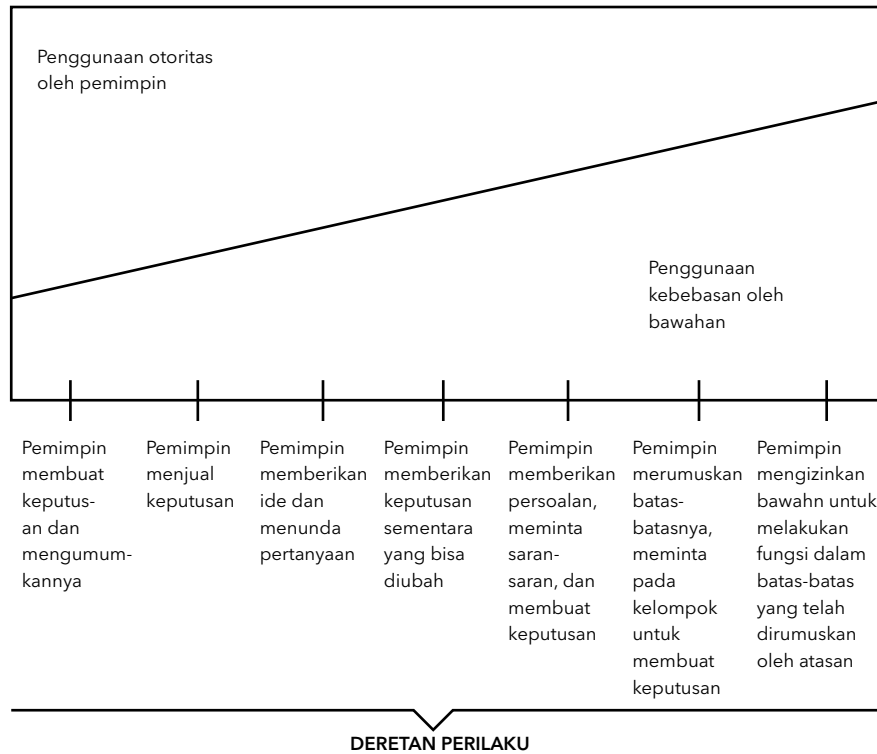 Penggunaan otoritas
oleh pemimpin
Penggunaan
kebebasan oleh
bawahan
Pemimpin
membuat
keputus-
an dan
mengumum-
kannya
Pemimpin
menjual
keputusan
Pemimpin
memberikan
ide dan
menunda
pertanyaan
Pemimpin
memberikan
keputusan
sementara
yang bisa
diubah
Pemimpin
memberikan
persoalan,
meminta
saran-
saran, dan
membuat
keputusan
Pemimpin
merumuskan
batas-
batasnya,
meminta
pada
kelompok
untuk
membuat
keputusan
Pemimpin
mengizinkan
bawahn untuk
melakukan
fungsi dalam
batas-batas
yang telah
dirumuskan
oleh atasan
DERETAN PERILAKU